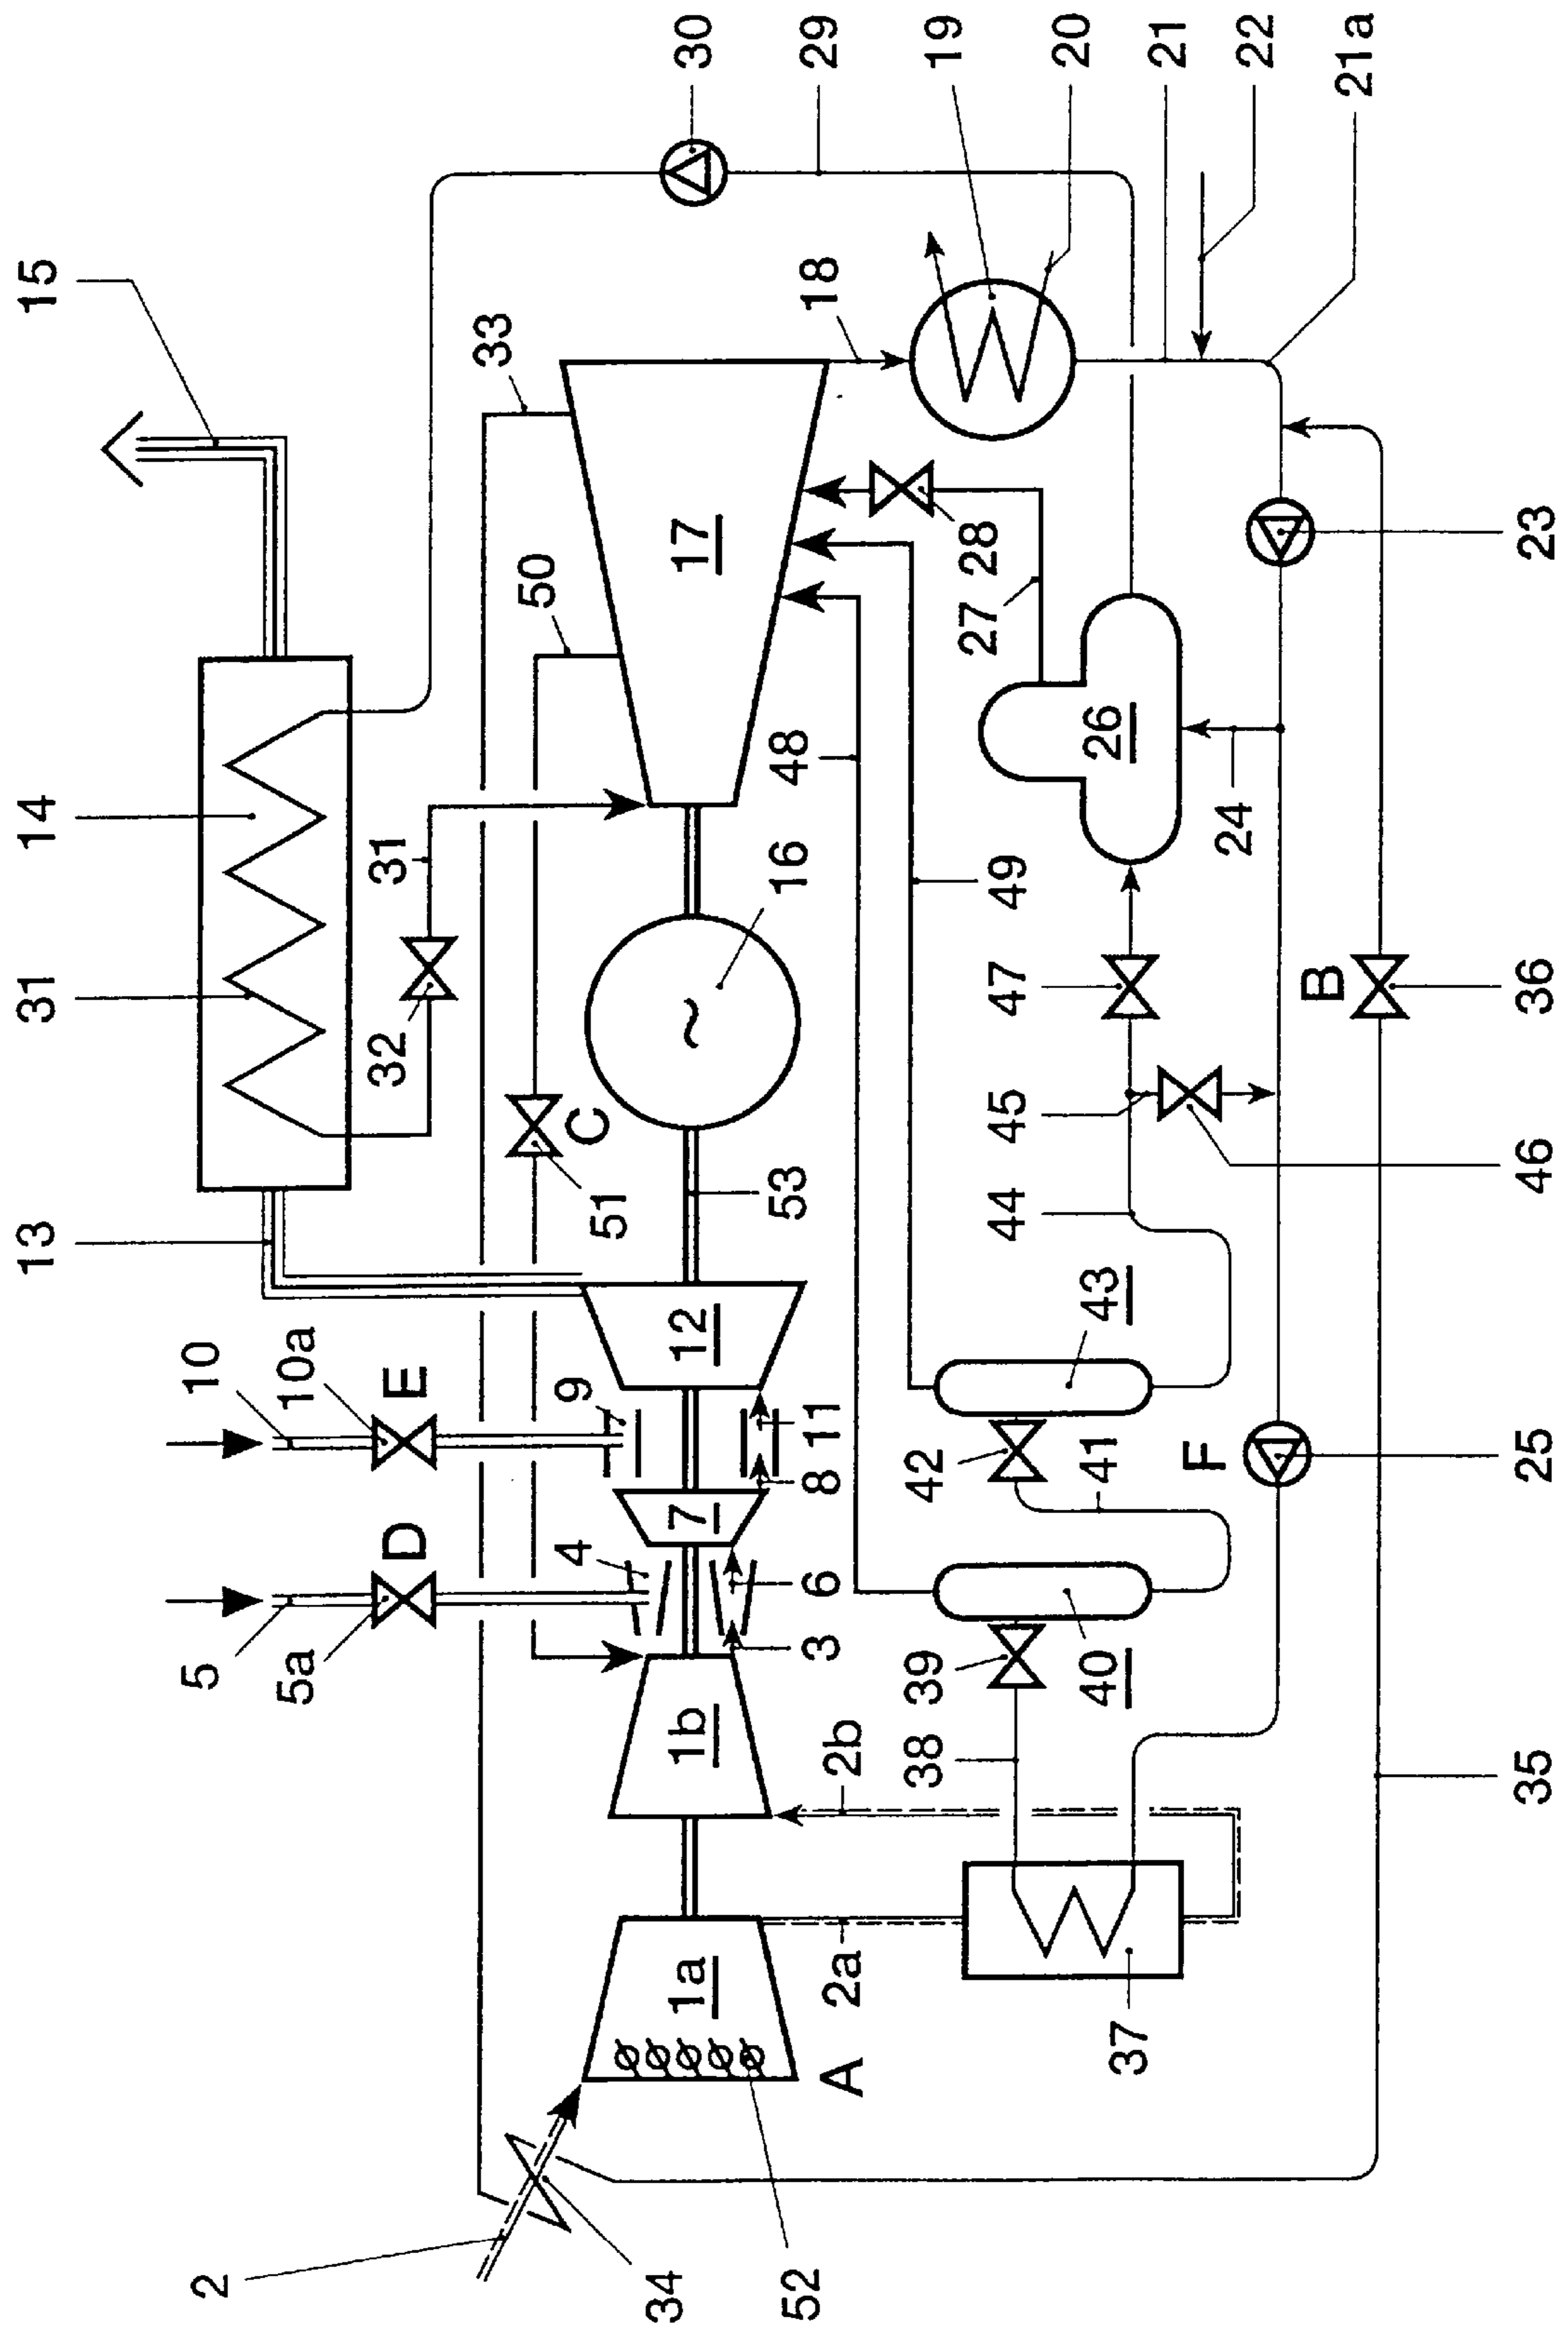 31 14 15
2 5 10 13
5a 10a
D E 32 31
33
4 9 50
C
51
34 1a 1b 7 12 ~ 17 30
52 53 16 48
3 6 8 11 18 29
A 2a 2b
38 39 42 19
27 28
44 45 47 49
20
40 41 43 26
37
21
F 24 22
B 21a
35 25 46 36 23